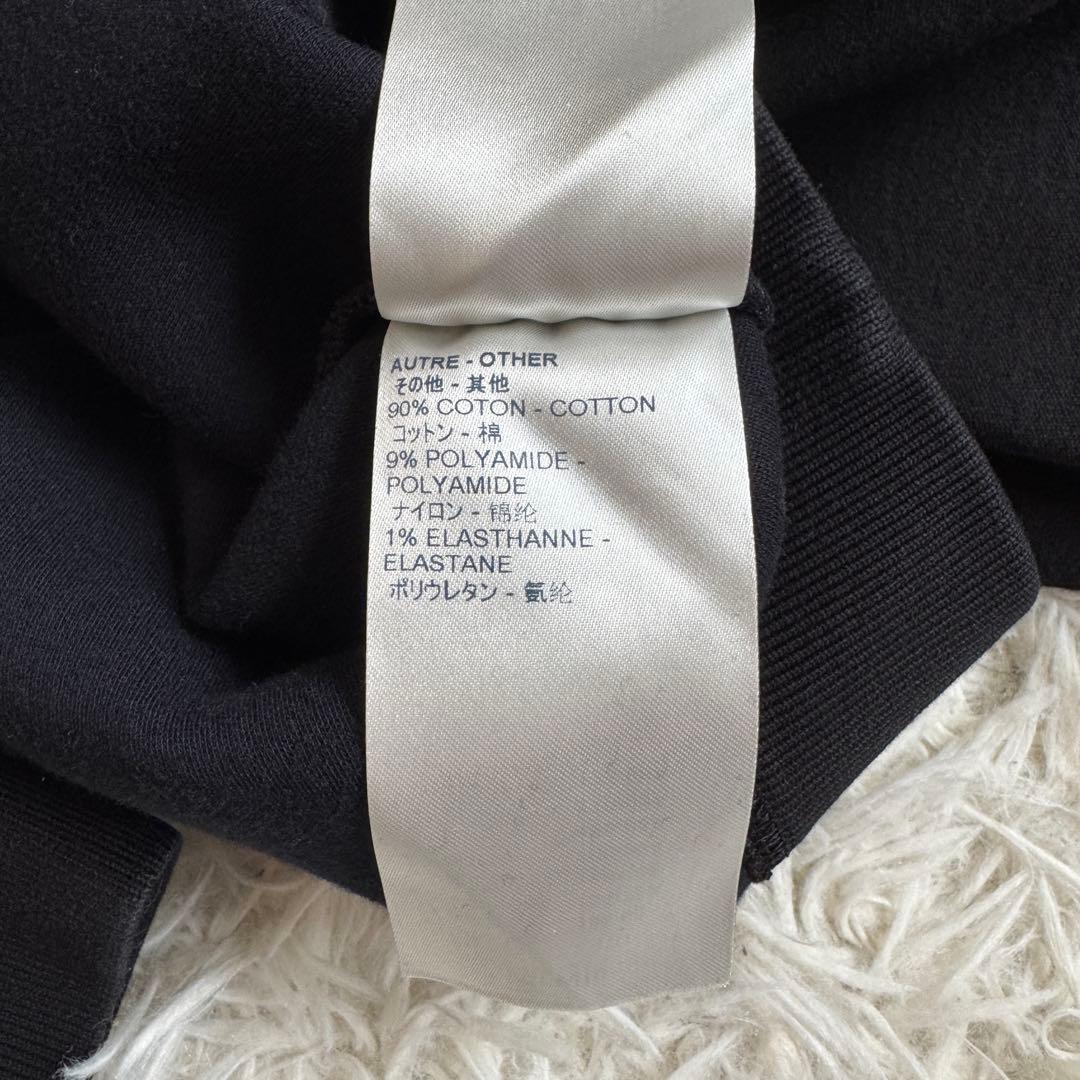 AUTRE - OTHER
その他 - 其他
90% COTON - COTTON
コットン - 棉
9% POLYAMIDE -
POLYAMIDE
ナイロン - 锦纶
1% ELASTHANNE -
ELASTANE
ポリウレタン - 氨纶